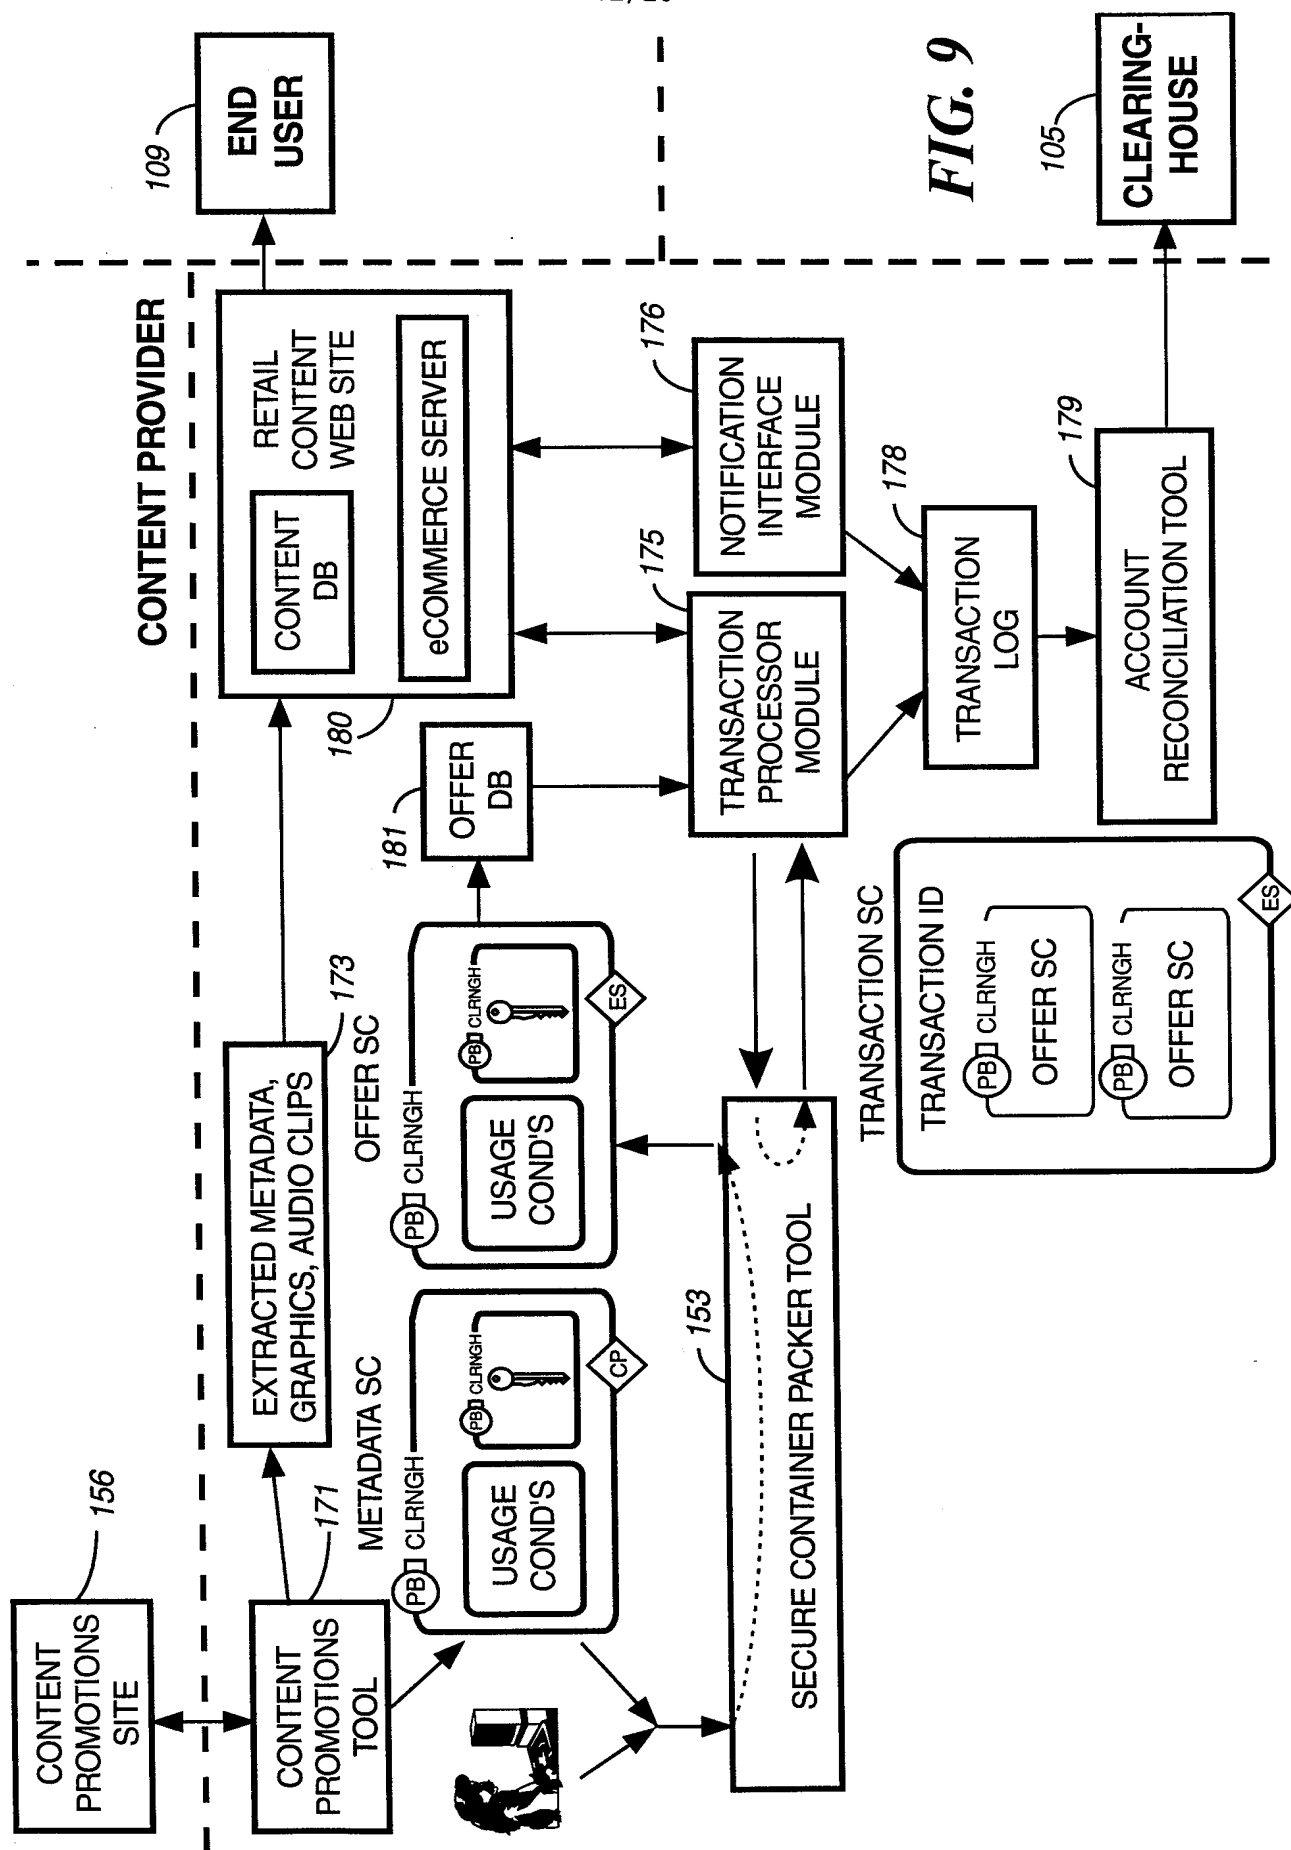 CONTENT PROVIDER
CONTENT
PROMOTIONS
SITE
156
CONTENT
PROMOTIONS
TOOL
171
EXTRACTED METADATA,
GRAPHICS, AUDIO CLIPS
173
RETAIL
CONTENT
WEB SITE
CONTENT
DB
eCOMMERCE SERVER
180
END
USER
109
METADATA SC
PB CLRNGH
USAGE
COND'S
PB CLRNGH
CP
OFFER SC
PB CLRNGH
USAGE
COND'S
PB CLRNGH
ES
OFFER
DB
181
SECURE CONTAINER PACKER TOOL
153
TRANSACTION
PROCESSOR
MODULE
175
NOTIFICATION
INTERFACE
MODULE
176
TRANSACTION
LOG
178
ACCOUNT
RECONCILIATION TOOL
179
TRANSACTION SC
TRANSACTION ID
PB CLRNGH
OFFER SC
PB CLRNGH
OFFER SC
ES
CLEARING-
HOUSE
105
FIG. 9